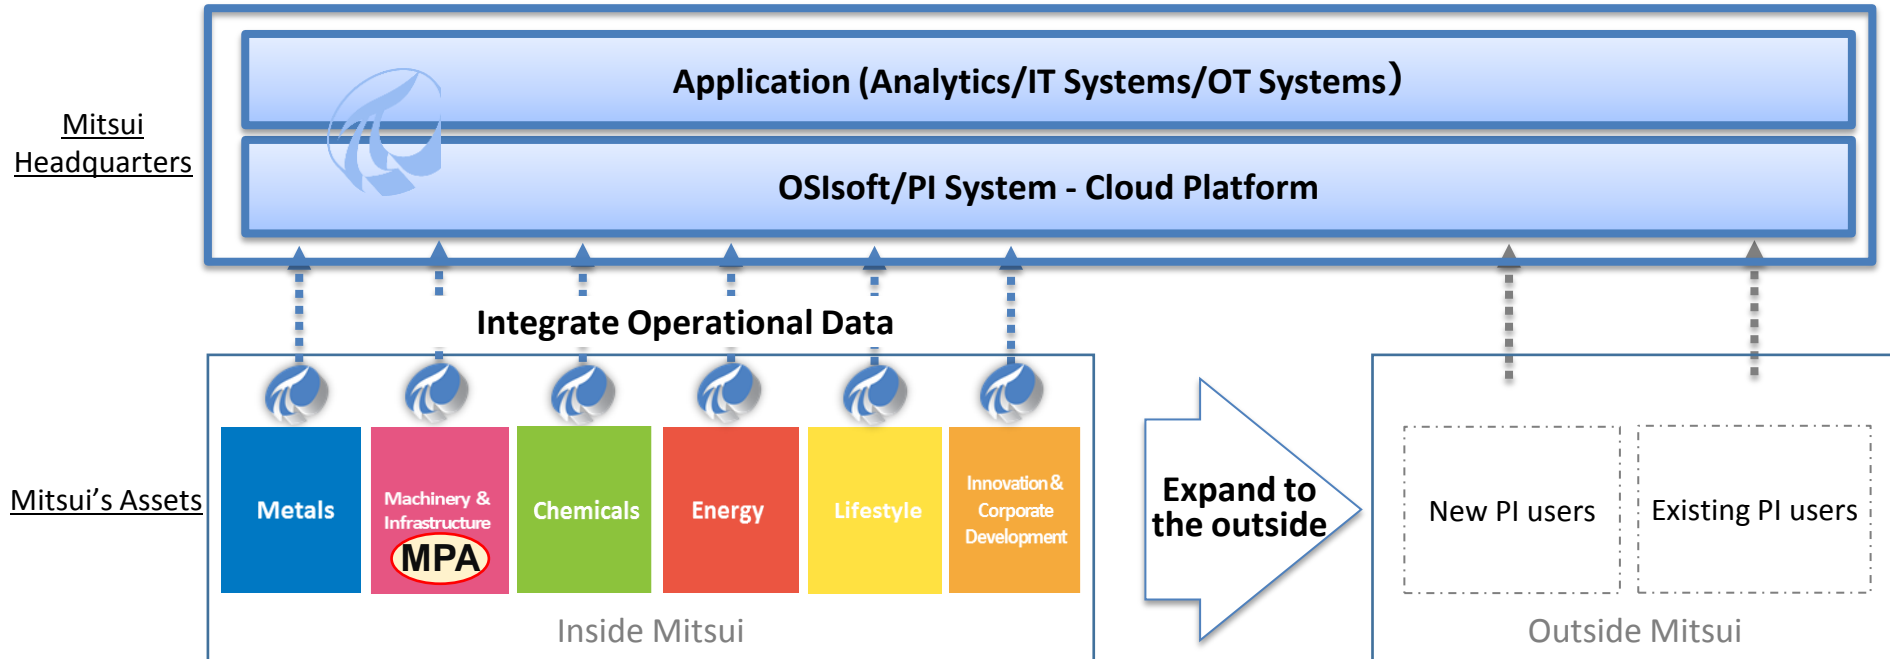 Application (Analytics/IT Systems/OT Systems）
Mitsui
Headquarters
OSIsoft/PI System - Cloud Platform
Integrate Operational Data
Mitsui’s Assets
Metals
Machinery &
Infrastructure
MPA
Chemicals
Energy
Lifestyle
Innovation &
Corporate
Development
Inside Mitsui
Expand to
the outside
New PI users
Existing PI users
Outside Mitsui